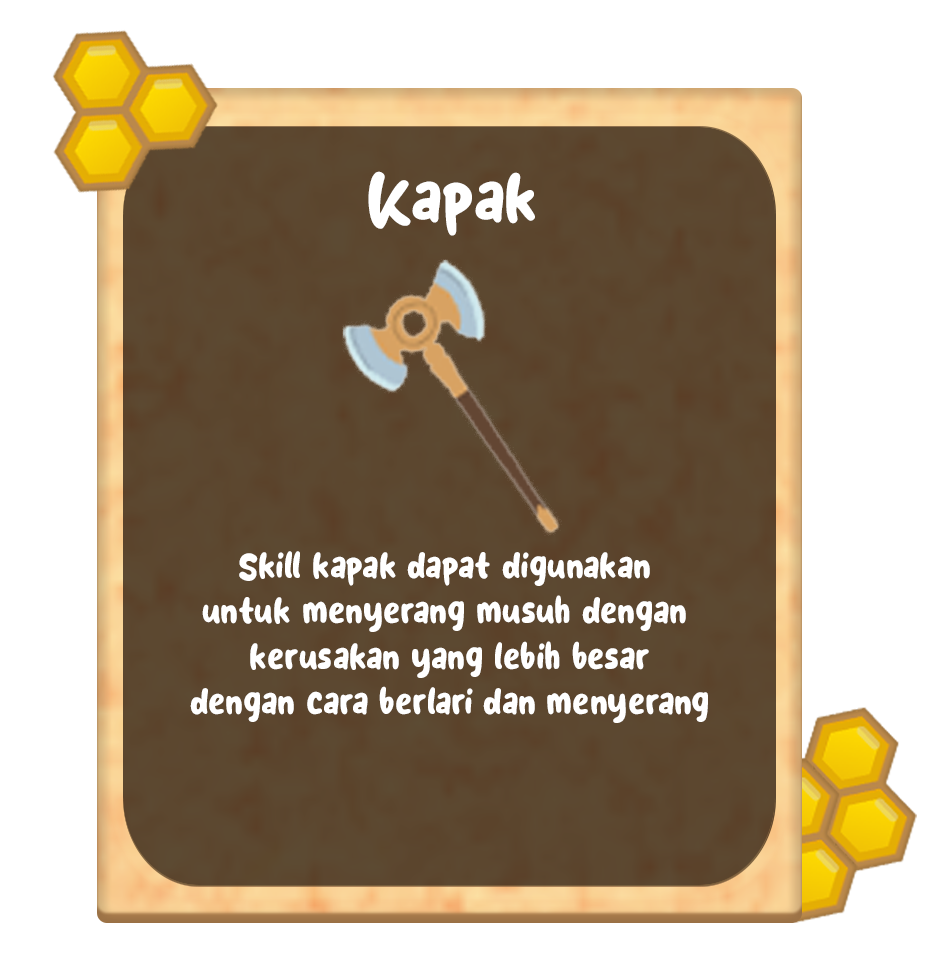 Kapak
Skill kapak dapat digunakan
untuk menyerang musuh dengan
kerusakan yang lebih besar
dengan cara berlari dan menyerang